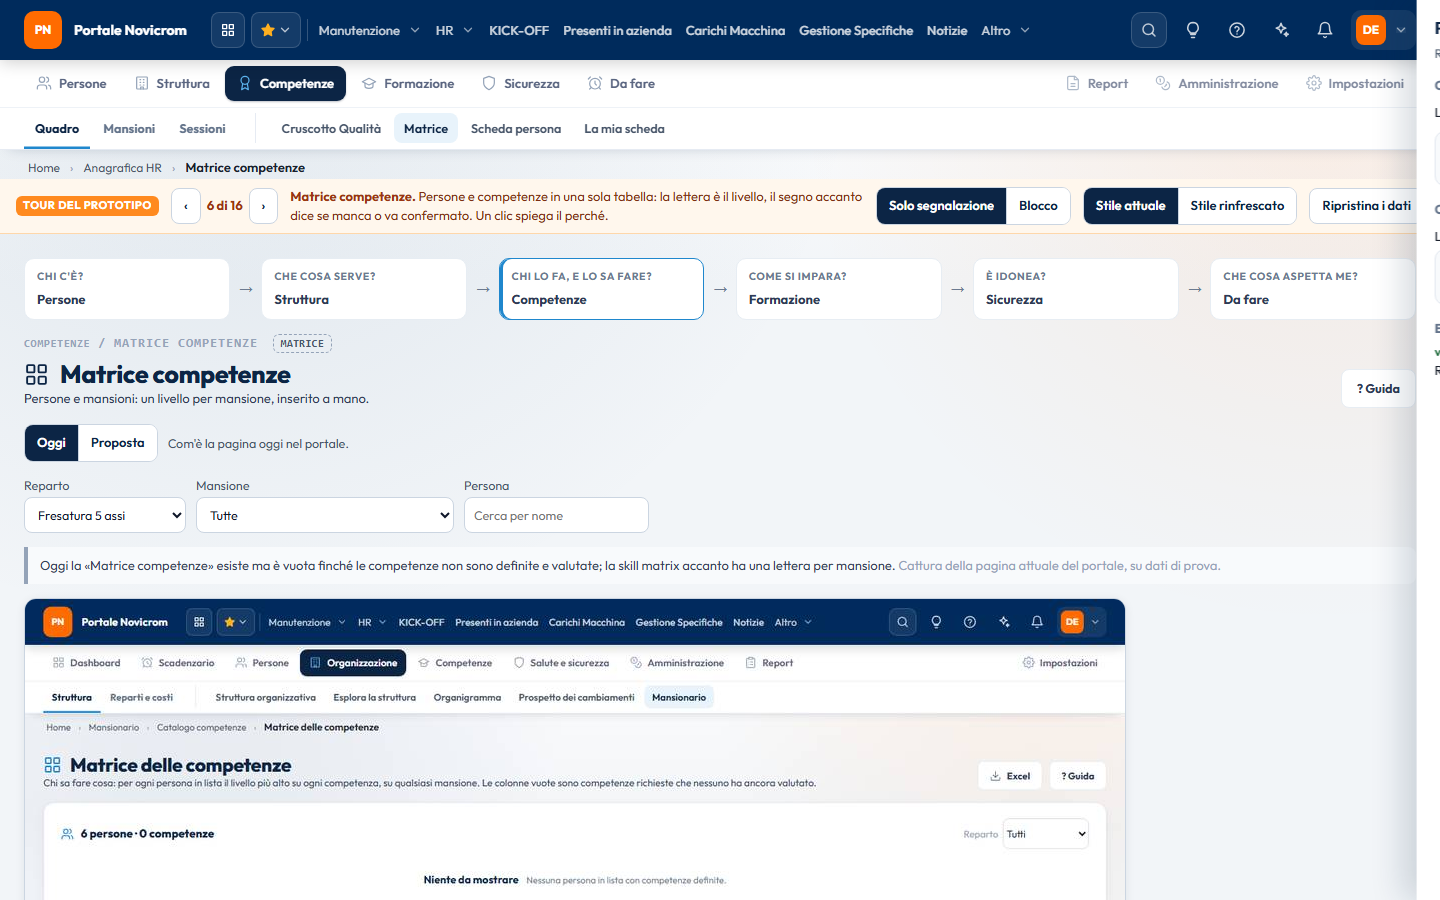 PN Portale Novicrom Manutenzione HR KICK-OFF Presenti in azienda Carichi Macchina Gestione Specifiche Notizie Altro DE
Persone Struttura Competenze Formazione Sicurezza Da fare Report Amministrazione Impostazioni
Quadro Mansioni Sessioni Cruscotto Qualità Matrice Scheda persona La mia scheda
Home › Anagrafica HR › Matrice competenze
TOUR DEL PROTOTIPO ‹ 6 di 16 › Matrice competenze. Persone e competenze in una sola tabella: la lettera è il livello, il segno accanto
dice se manca o va confermato. Un clic spiega il perché.
Solo segnalazione Blocco Stile attuale Stile rinfrescato Ripristina i dati
CHI C'È? → CHE COSA SERVE? → CHI LO FA, E LO SA FARE? → COME SI IMPARA? → È IDONEA? → CHE COSA ASPETTA ME?
Persone Struttura Competenze Formazione Sicurezza Da fare
COMPETENZE / MATRICE COMPETENZE MATRICE
Matrice competenze
Persone e mansioni: un livello per mansione, inserito a mano.
? Guida
Oggi Proposta Com'è la pagina oggi nel portale.
Reparto Mansione Persona
Fresatura 5 assi Tutte Cerca per nome
Oggi la «Matrice competenze» esiste ma è vuota finché le competenze non sono definite e valutate; la skill matrix accanto ha una lettera per mansione. Cattura della pagina attuale del portale, su dati di prova.
PN Portale Novicrom Manutenzione HR KICK-OFF Presenti in azienda Carichi Macchina Gestione Specifiche Notizie Altro DE
Dashboard Scadenzario Persone Organizzazione Competenze Salute e sicurezza Amministrazione Report Impostazioni
Struttura Reparti e costi Struttura organizzativa Esplora la struttura Organigramma Prospetto dei cambiamenti Mansionario
Home › Mansionario › Catalogo competenze › Matrice delle competenze
Matrice delle competenze
Chi sa fare cosa: per ogni persona in lista il livello più alto su ogni competenza, su qualsiasi mansione. Le colonne vuote sono competenze richieste che nessuno ha ancora valutato.
Excel ? Guida
6 persone · 0 competenze Reparto Tutti
Niente da mostrare Nessuna persona in lista con competenze definite.